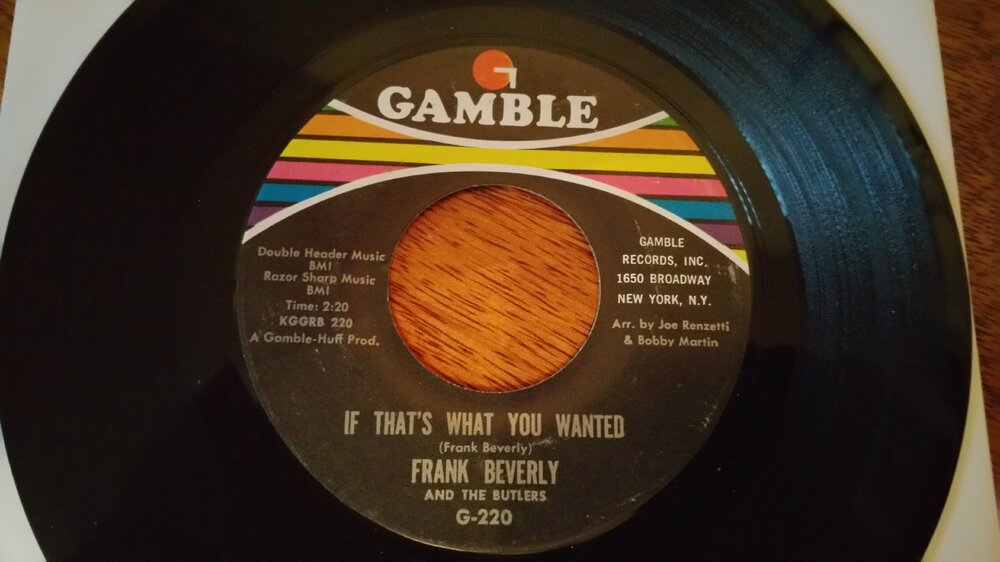 GAMBLE
Double Header Music
BMI
Razor Sharp Music
BMI
Time: 2:20
KGGRB 220
A Gamble-Huff Prod.
GAMBLE
RECORDS, INC.
1650 BROADWAY
NEW YORK, N.Y.
Arr. by Joe Renzetti
& Bobby Martin
IF THAT'S WHAT YOU WANTED
(Frank Beverly)
FRANK BEVERLY
AND THE BUTLERS
G-220